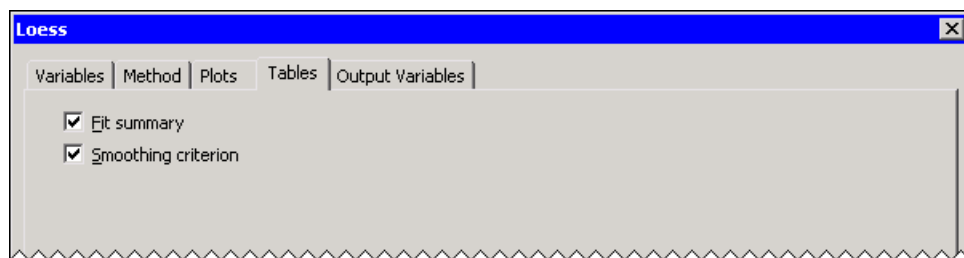 Loess
Variables Method Plots Tables Output Variables
Fit summary
Smoothing criterion